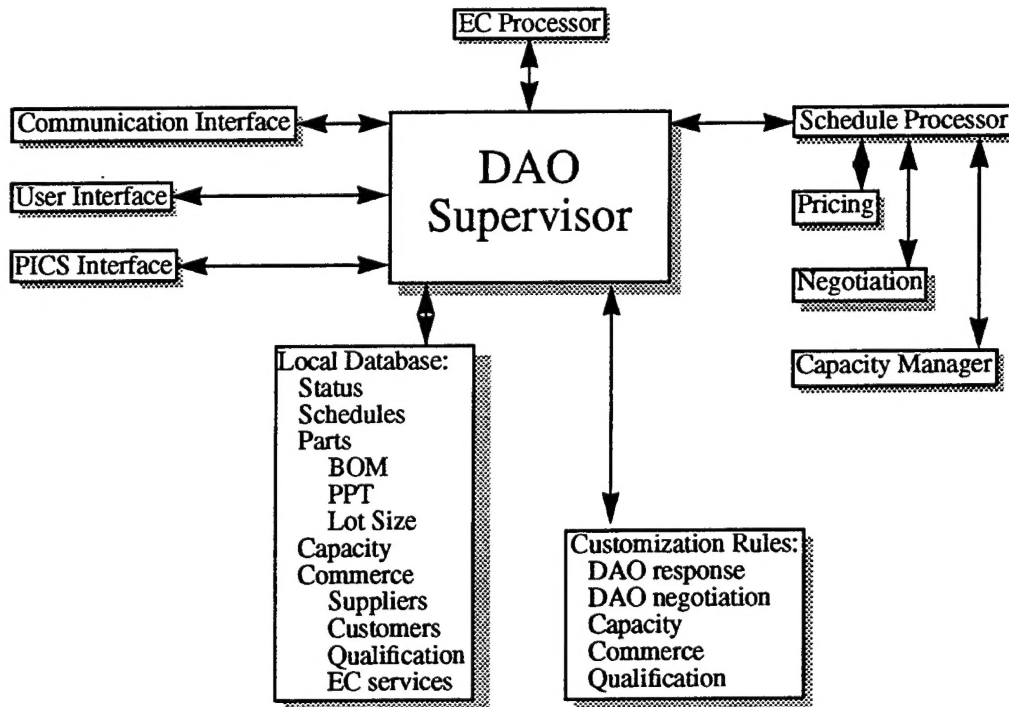 EC Processor
Communication Interface
DAO
Supervisor
Schedule Processor
User Interface
Pricing
PICS Interface
Negotiation
Capacity Manager
Local Database:
Status
Schedules
Parts
BOM
PPT
Lot Size
Capacity
Commerce
Suppliers
Customers
Qualification
EC services
Customization Rules:
DAO response
DAO negotiation
Capacity
Commerce
Qualification